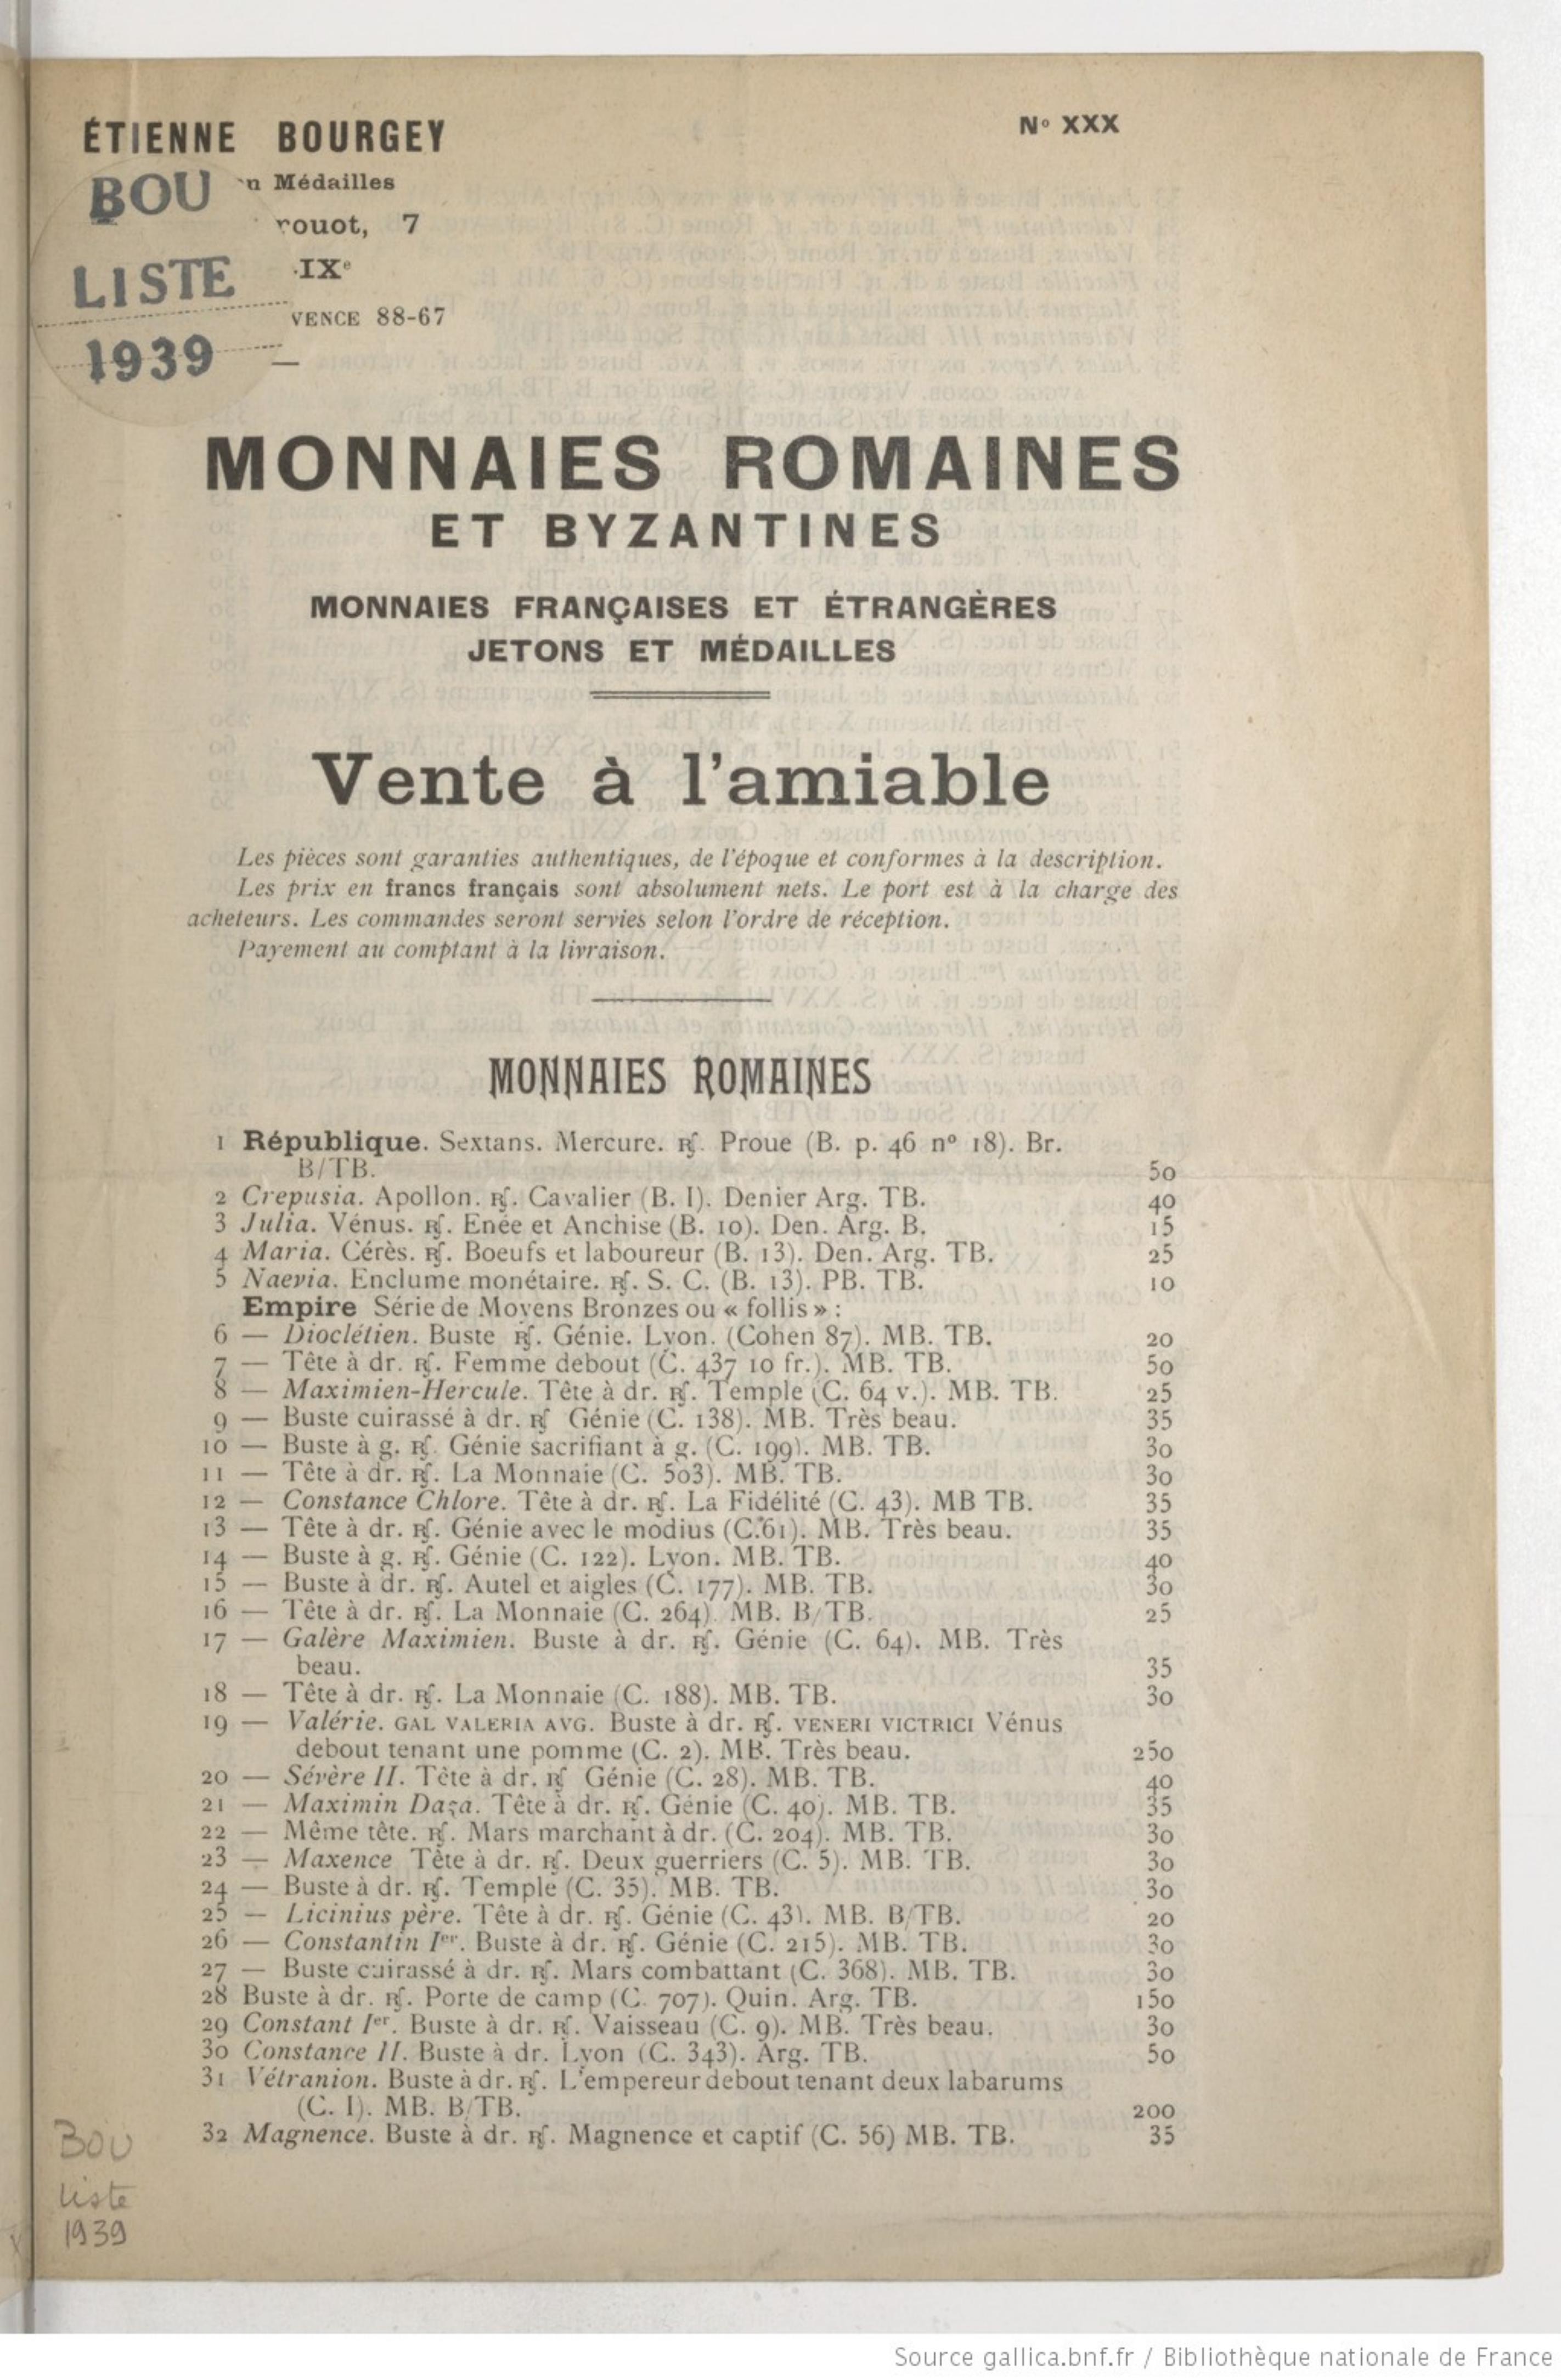 ÉTIENNE BOURGEY
N° XXX
BOU
n Médailles
rouot, 7
LISTE
IXe
VENCE 88-67
1939
MONNAIES ROMAINES
ET BYZANTINES
MONNAIES FRANÇAISES ET ÉTRANGÈRES
JETONS ET MÉDAILLES
Vente à l'amiable
Les pièces sont garanties authentiques, de l'époque et conformes à la description.
Les prix en francs français sont absolument nets. Le port est à la charge des
acheteurs. Les commandes seront servies selon l'ordre de réception.
Payement au comptant à la livraison.
MONNAIES ROMAINES
1 République. Sextans. Mercure. ℟. Proue (B. p. 46 n° 18). Br.
B/TB. 50
2 Crepusia. Apollon. ℟. Cavalier (B. I). Denier Arg. TB. 40
3 Julia. Vénus. ℟. Enée et Anchise (B. 10). Den. Arg. B. 15
4 Maria. Cérès. ℟. Boeufs et laboureur (B. 13). Den. Arg. TB. 25
5 Naevia. Enclume monétaire. ℟. S. C. (B. 13). PB. TB. 10
Empire Série de Moyens Bronzes ou « follis » :
6 — Dioclétien. Buste ℟. Génie. Lyon. (Cohen 87). MB. TB. 20
7 — Tête à dr. ℟. Femme debout (C. 437 10 fr.). MB. TB. 50
8 — Maximien-Hercule. Tête à dr. ℟. Temple (C. 64 v.). MB. TB. 25
9 — Buste cuirassé à dr. ℟ Génie (C. 138). MB. Très beau. 35
10 — Buste à g. ℟. Génie sacrifiant à g. (C. 199). MB. TB. 30
11 — Tête à dr. ℟. La Monnaie (C. 503). MB. TB. 30
12 — Constance Chlore. Tête à dr. ℟. La Fidélité (C. 43). MB TB. 35
13 — Tête à dr. ℟. Génie avec le modius (C.61). MB. Très beau. 35
14 — Buste à g. ℟. Génie (C. 122). Lyon. MB. TB. 40
15 — Buste à dr. ℟. Autel et aigles (C. 177). MB. TB. 30
16 — Tête à dr. ℟. La Monnaie (C. 264). MB. B/TB. 25
17 — Galère Maximien. Buste à dr. ℟. Génie (C. 64). MB. Très
beau. 35
18 — Tête à dr. ℟. La Monnaie (C. 188). MB. TB. 30
19 — Valérie. GAL VALERIA AVG. Buste à dr. ℟. VENERI VICTRICI Vénus
debout tenant une pomme (C. 2). MB. Très beau. 250
20 — Sévère II. Tête à dr. ℟ Génie (C. 28). MB. TB. 40
21 — Maximin Daza. Tête à dr. ℟. Génie (C. 40). MB. TB. 35
22 — Même tête. ℟. Mars marchant à dr. (C. 204). MB. TB. 30
23 — Maxence Tête à dr. ℟. Deux guerriers (C. 5). MB. TB. 30
24 — Buste à dr. ℟. Temple (C. 35). MB. TB. 30
25 — Licinius père. Tête à dr. ℟. Génie (C. 43). MB. B/TB. 20
26 — Constantin Ier. Buste à dr. ℟. Génie (C. 215). MB. TB. 30
27 — Buste cuirassé à dr. ℟. Mars combattant (C. 368). MB. TB. 30
28 Buste à dr. ℟. Porte de camp (C. 707). Quin. Arg. TB. 150
29 Constant Ier. Buste à dr. ℟. Vaisseau (C. 9). MB. Très beau. 30
30 Constance II. Buste à dr. Lyon (C. 343). Arg. TB. 50
31 Vétranion. Buste à dr. ℟. L'empereur debout tenant deux labarums
(C. I). MB. B/TB. 200
32 Magnence. Buste à dr. ℟. Magnence et captif (C. 56) MB. TB. 35
BOU
liste
1939
Source gallica.bnf.fr / Bibliothèque nationale de France